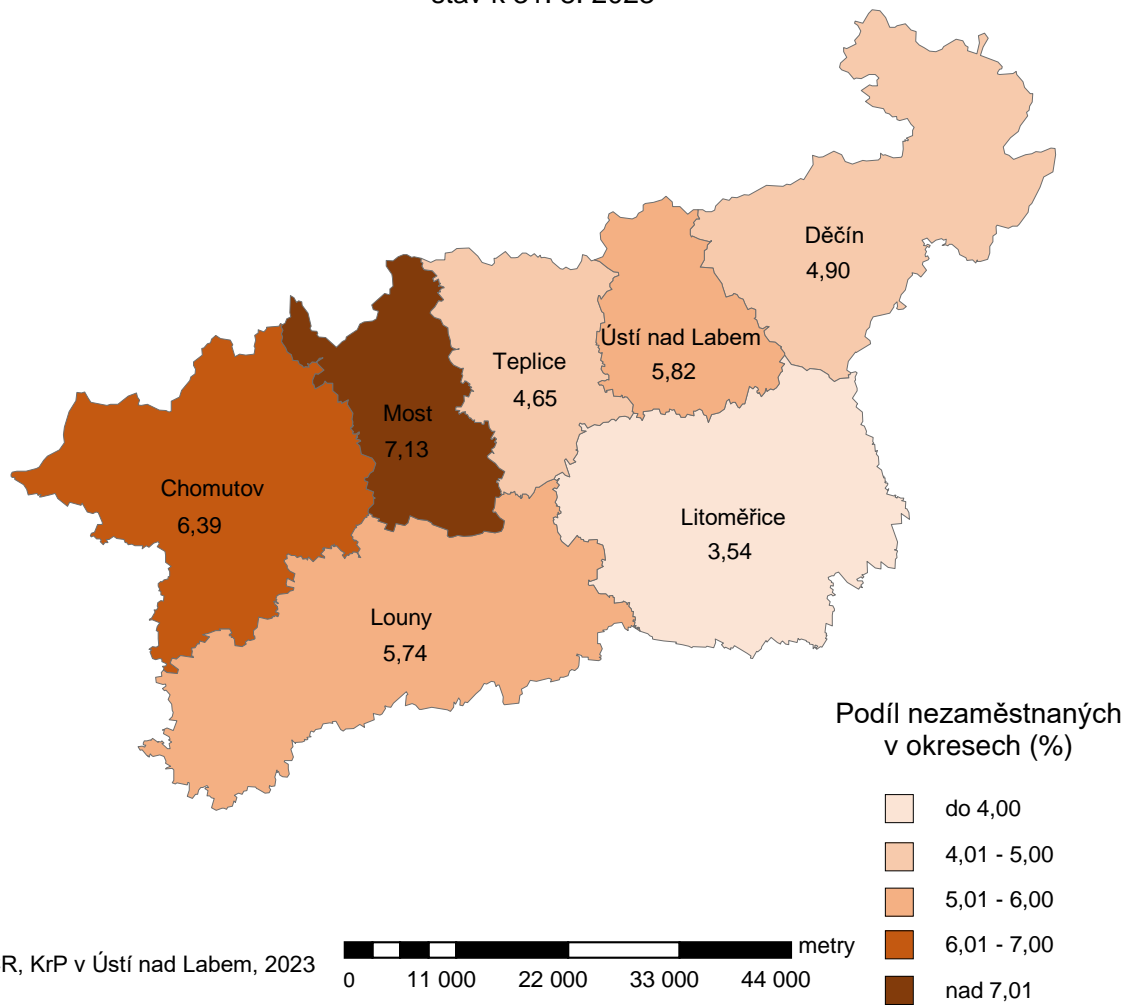 Děčín
4,90
Ústí nad Labem
5,82
Teplice
4,65
Most
7,13
Chomutov
6,39
Litoměřice
3,54
Louny
5,74
Podíl nezaměstnaných
v okresech (%)
do 4,00
4,01 - 5,00
5,01 - 6,00
6,01 - 7,00
nad 7,01
R, KrP v Ústí nad Labem, 2023
metry
0 11 000 22 000 33 000 44 000